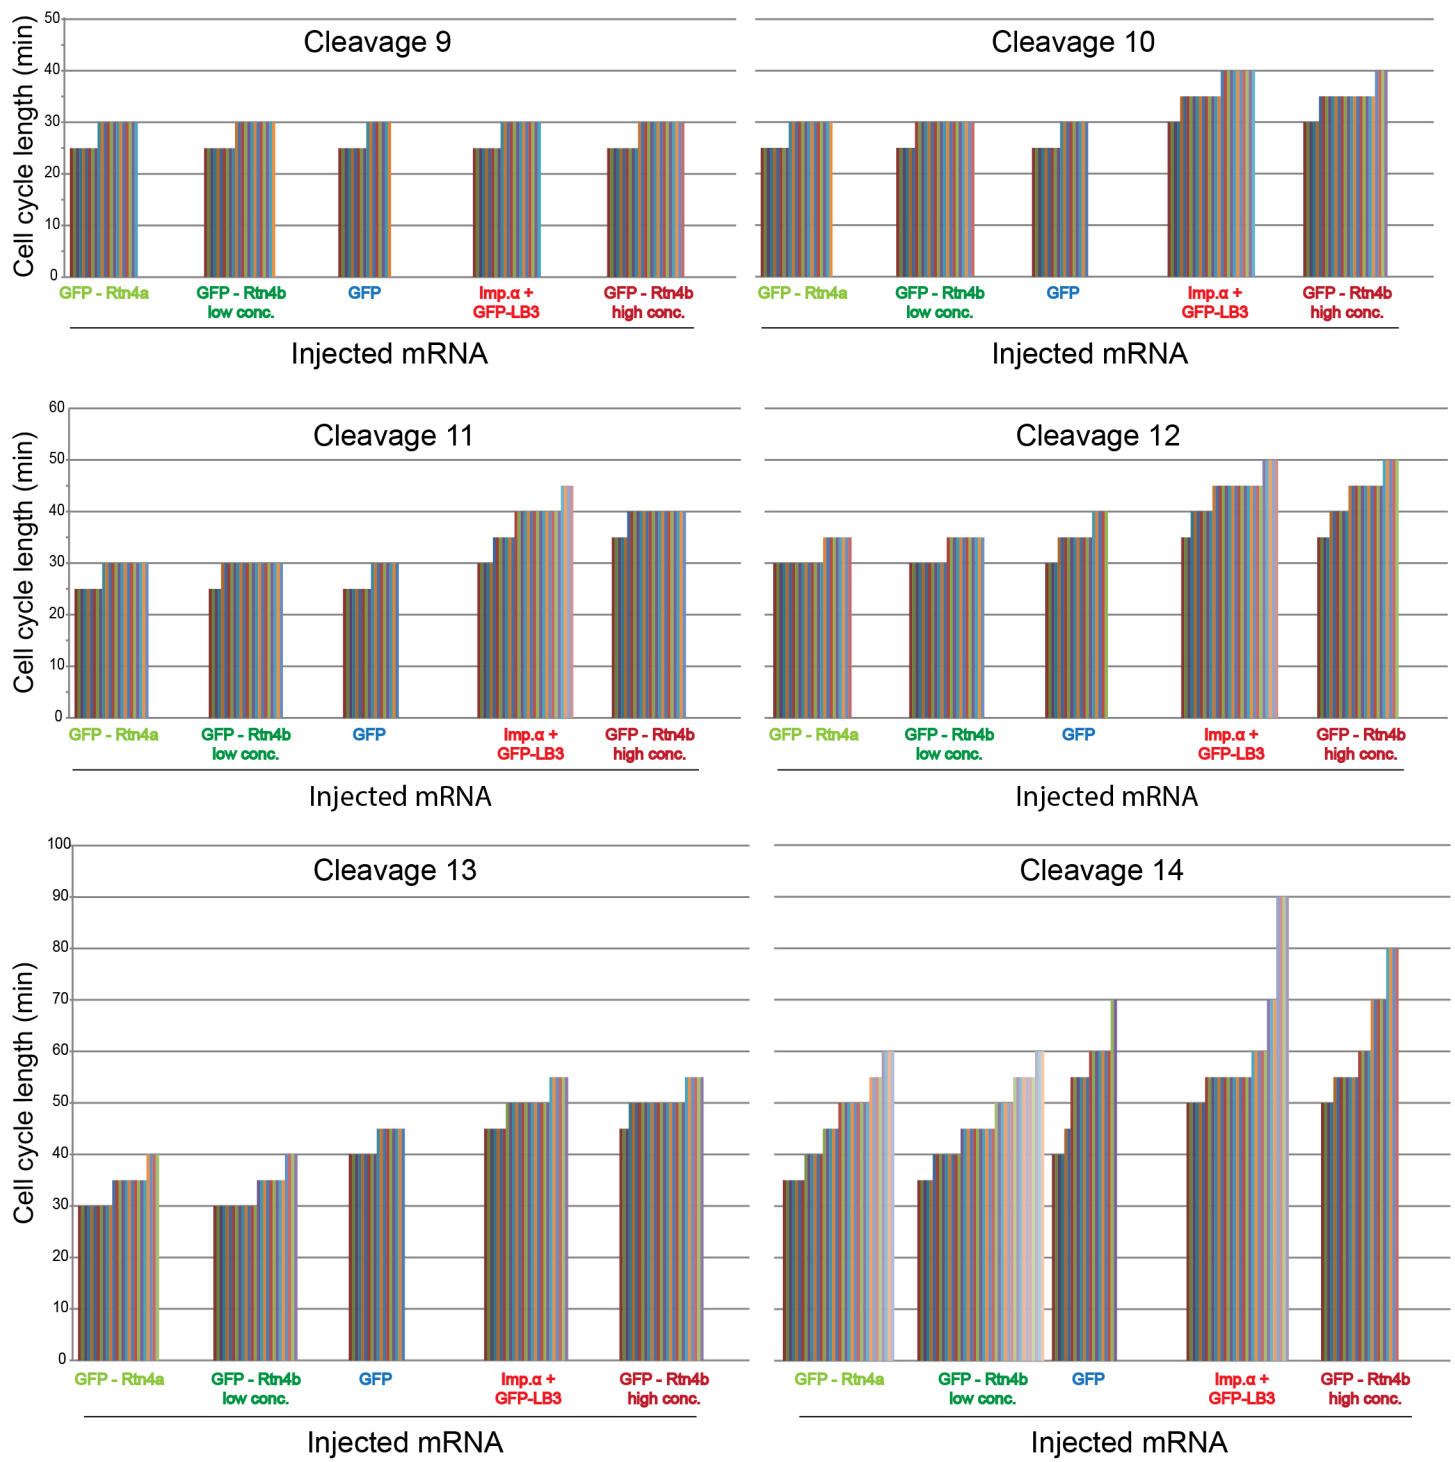 Cleavage 9
Cell cycle length (min)
50
40
30
20
10
0
GFP - Rtn4a
GFP - Rtn4b
low conc.
GFP
Imp.α +
GFP-LB3
GFP - Rtn4b
high conc.
Injected mRNA
Cleavage 10
GFP - Rtn4a
GFP - Rtn4b
low conc.
GFP
Imp.α +
GFP-LB3
GFP - Rtn4b
high conc.
Injected mRNA
Cleavage 11
Cell cycle length (min)
60
50
40
30
20
10
0
GFP - Rtn4a
GFP - Rtn4b
low conc.
GFP
Imp.α +
GFP-LB3
GFP - Rtn4b
high conc.
Injected mRNA
Cleavage 12
GFP - Rtn4a
GFP - Rtn4b
low conc.
GFP
Imp.α +
GFP-LB3
GFP - Rtn4b
high conc.
Injected mRNA
Cleavage 13
Cell cycle length (min)
100
90
80
70
60
50
40
30
20
10
0
GFP - Rtn4a
GFP - Rtn4b
low conc.
GFP
Imp.α +
GFP-LB3
GFP - Rtn4b
high conc.
Injected mRNA
Cleavage 14
GFP - Rtn4a
GFP - Rtn4b
low conc.
GFP
Imp.α +
GFP-LB3
GFP - Rtn4b
high conc.
Injected mRNA